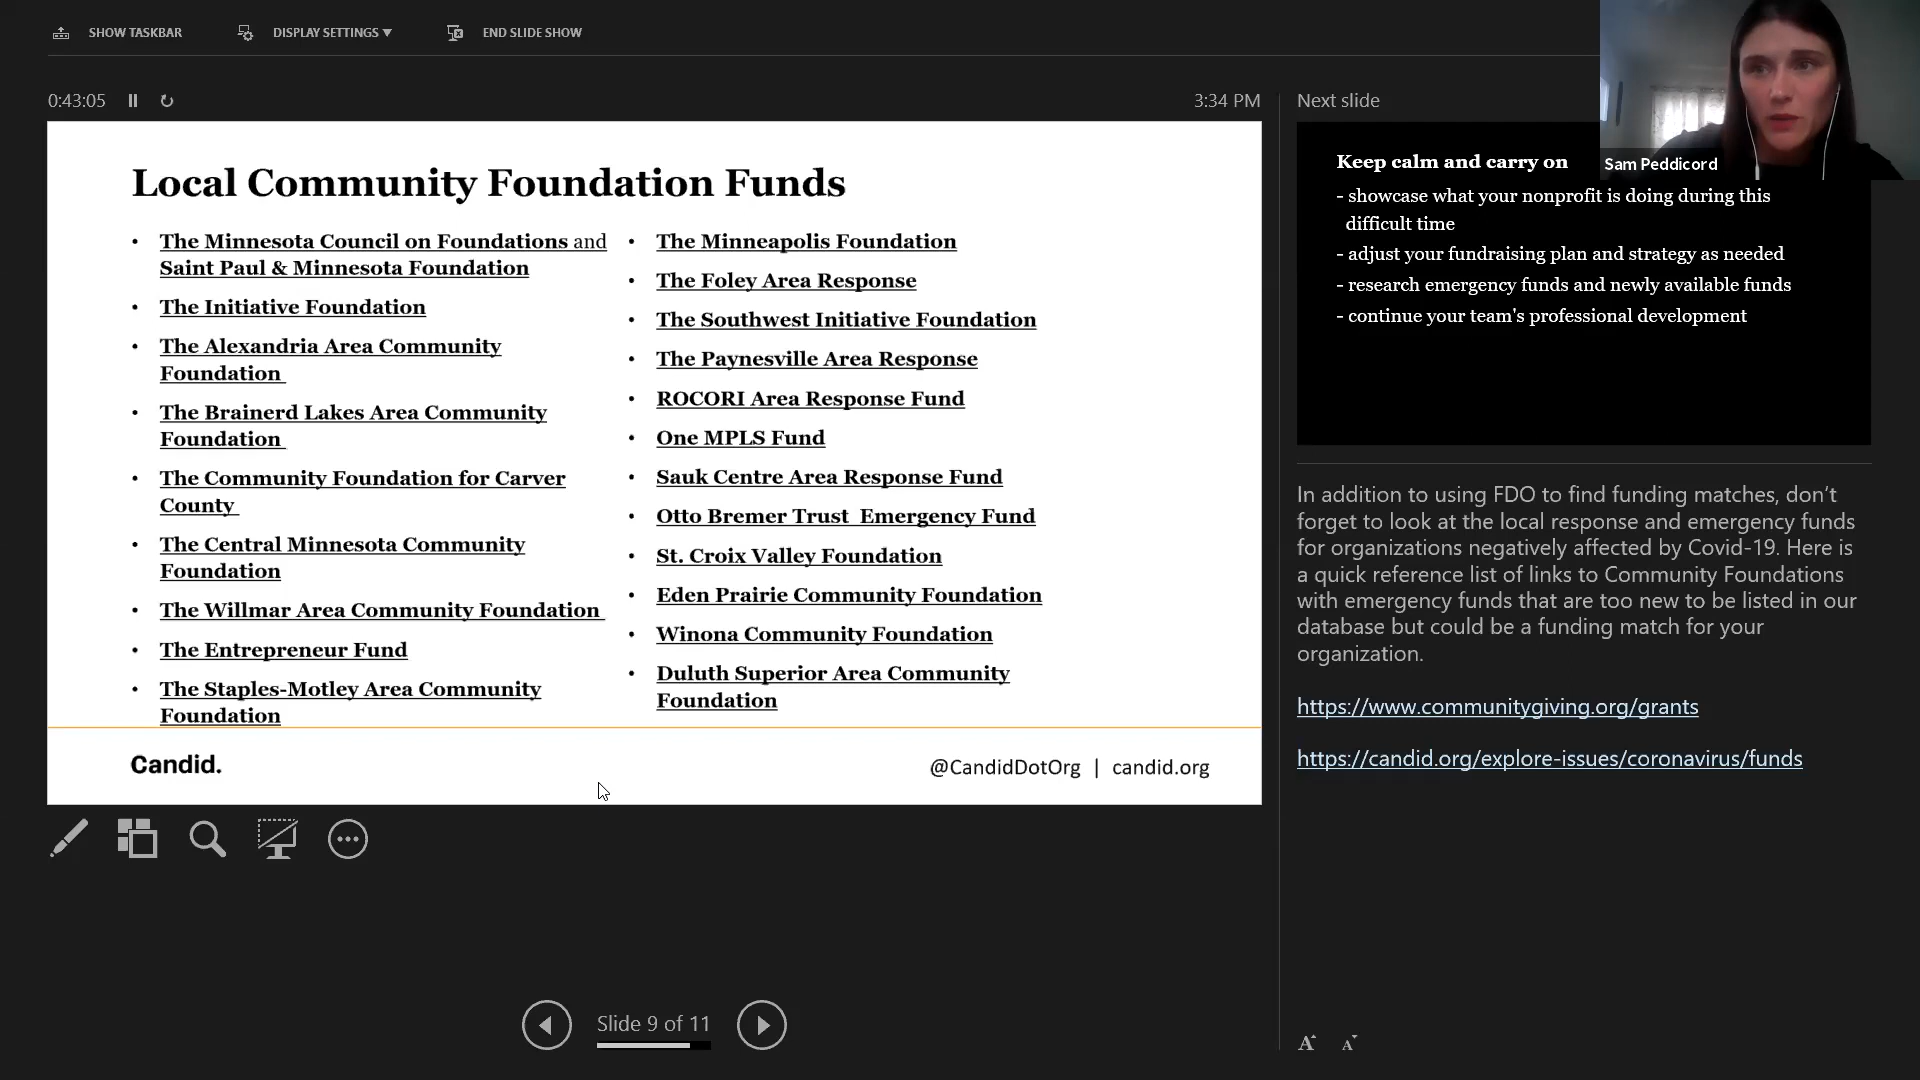 SHOW TASKBAR
DISPLAY SETTINGS ▼
END SLIDE SHOW
0:43:05
3:34 PM
Local Community Foundation Funds
• The Minnesota Council on Foundations and
Saint Paul & Minnesota Foundation
• The Initiative Foundation
• The Alexandria Area Community
Foundation
• The Brainerd Lakes Area Community
Foundation
• The Community Foundation for Carver
County
• The Central Minnesota Community
Foundation
• The Willmar Area Community Foundation
• The Entrepreneur Fund
• The Staples-Motley Area Community
Foundation
• The Minneapolis Foundation
• The Foley Area Response
• The Southwest Initiative Foundation
• The Paynesville Area Response
• ROCORI Area Response Fund
• One MPLS Fund
• Sauk Centre Area Response Fund
• Otto Bremer Trust  Emergency Fund
• St. Croix Valley Foundation
• Eden Prairie Community Foundation
• Winona Community Foundation
• Duluth Superior Area Community
Foundation
Candid.
@CandidDotOrg | candid.org
Slide 9 of 11
Next slide
Sam Peddicord
Keep calm and carry on
- showcase what your nonprofit is doing during this
difficult time
- adjust your fundraising plan and strategy as needed
- research emergency funds and newly available funds
- continue your team's professional development
In addition to using FDO to find funding matches, don’t
forget to look at the local response and emergency funds
for organizations negatively affected by Covid-19. Here is
a quick reference list of links to Community Foundations
with emergency funds that are too new to be listed in our
database but could be a funding match for your
organization.
https://www.communitygiving.org/grants
https://candid.org/explore-issues/coronavirus/funds
A A